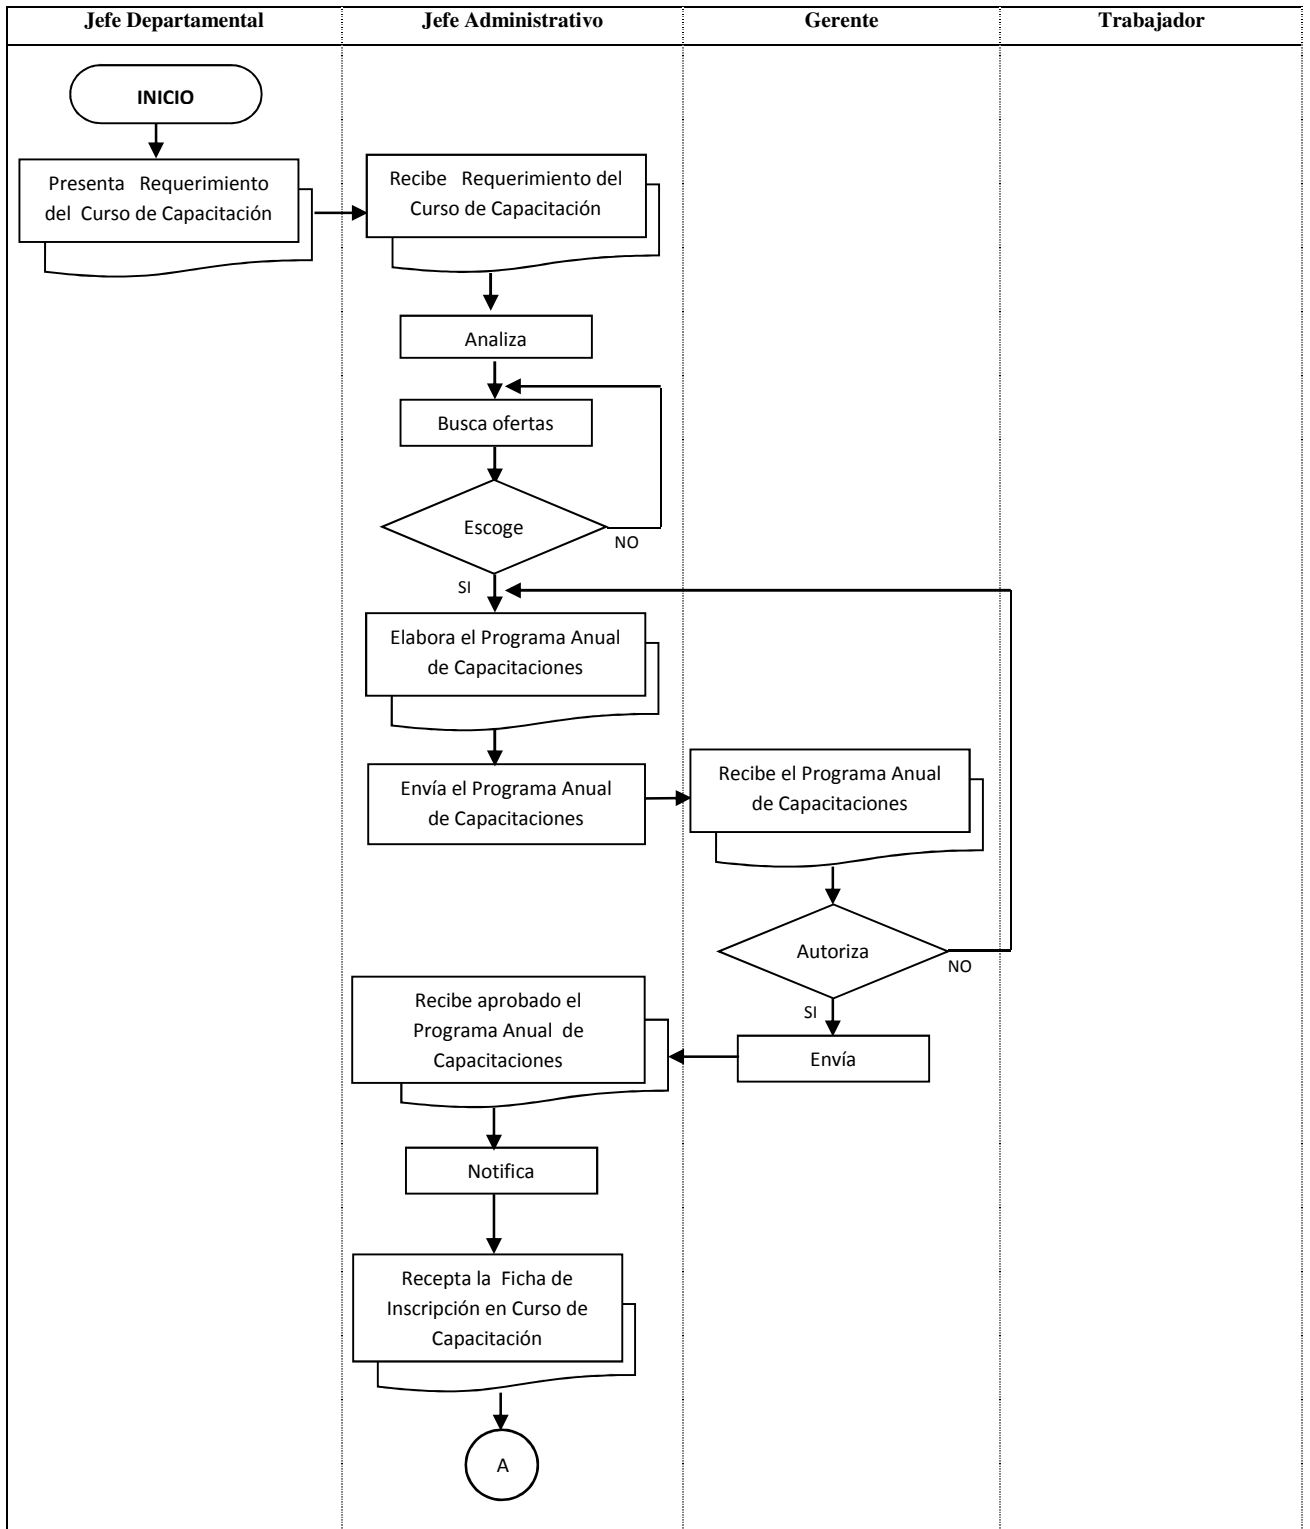 Jefe Departamental
Jefe Administrativo
Gerente
Trabajador
INICIO
Presenta Requerimiento
del Curso de Capacitación
Recibe Requerimiento del
Curso de Capacitación
Analiza
Busca ofertas
Escoge
NO
SI
Elabora el Programa Anual
de Capacitaciones
Envía el Programa Anual
de Capacitaciones
Recibe el Programa Anual
de Capacitaciones
Autoriza
NO
SI
Envía
Recibe aprobado el
Programa Anual de
Capacitaciones
Notifica
Recepta la Ficha de
Inscripción en Curso de
Capacitación
A